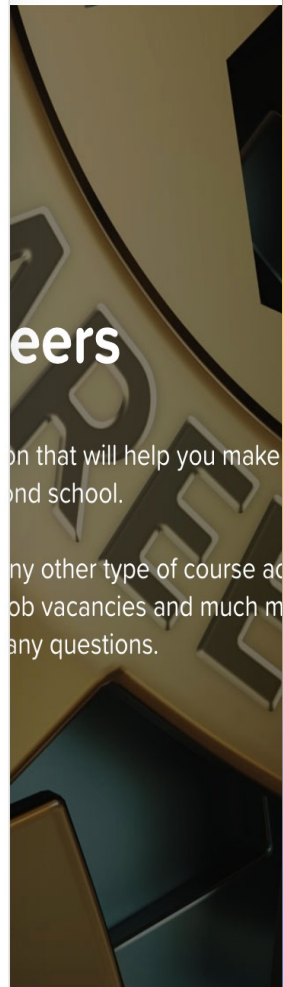 AREE
eers
on that will help you make
ond school.
ny other type of course ac
ob vacancies and much m
any questions.